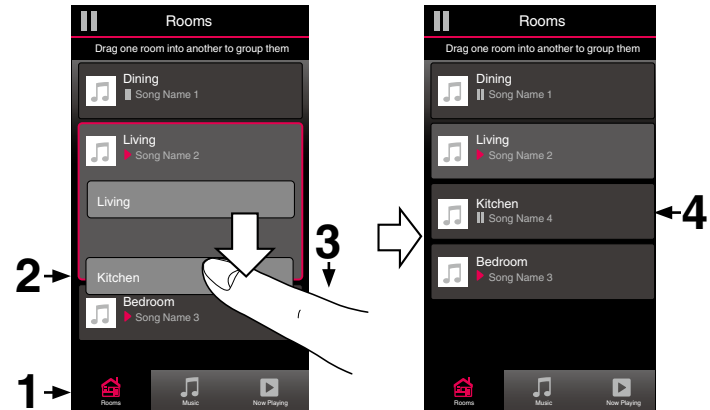 Rooms
Drag one room into another to group them
Dining
Song Name 1
Living
Song Name 2
Living
Kitchen
Bedroom
Song Name 3
Rooms
Music
Now Playing
1
2
3
Rooms
Drag one room into another to group them
Dining
Song Name 1
Living
Song Name 2
Kitchen
Song Name 4
Bedroom
Song Name 3
Rooms
Music
Now Playing
4